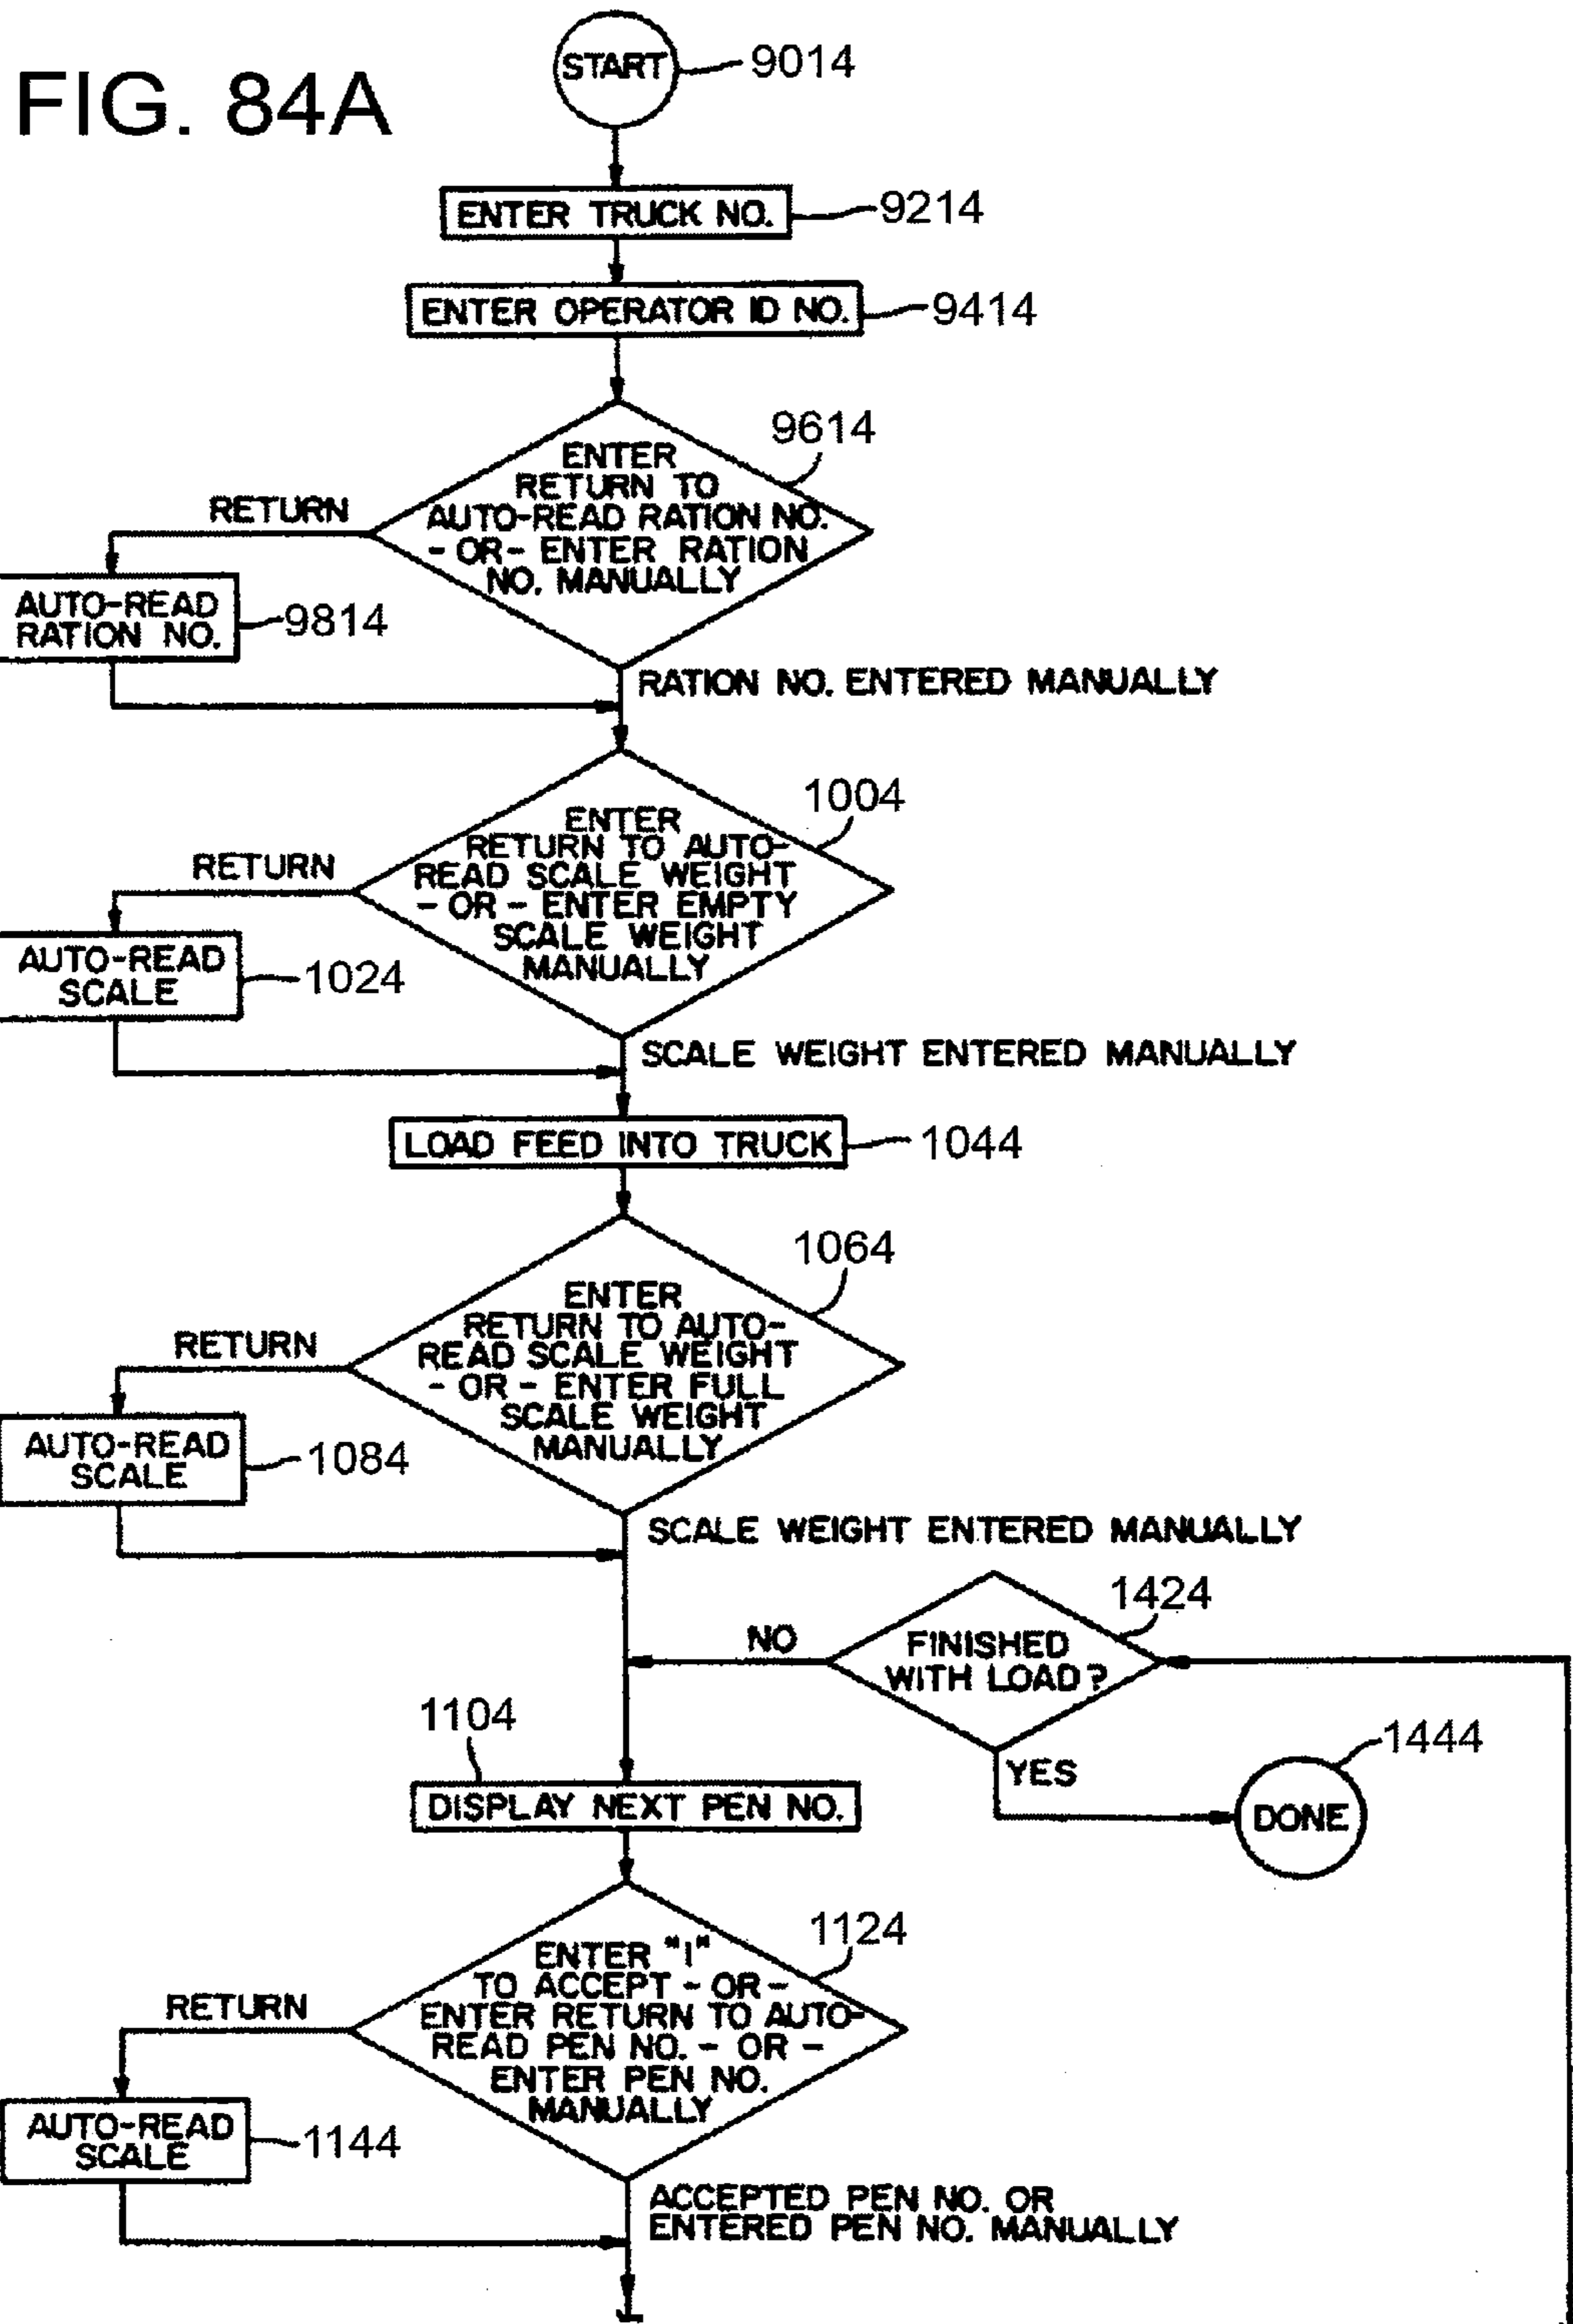 FIG. 84A
START
9014
ENTER TRUCK NO.
9214
ENTER OPERATOR ID NO.
9414
9614
ENTER
RETURN TO
AUTO-READ RATION NO.
- OR - ENTER RATION
NO. MANUALLY
RETURN
AUTO-READ
RATION NO.
9814
RATION NO. ENTERED MANUALLY
1004
ENTER
RETURN TO AUTO-
READ SCALE WEIGHT
- OR - ENTER EMPTY
SCALE WEIGHT
MANUALLY
RETURN
AUTO-READ
SCALE
1024
SCALE WEIGHT ENTERED MANUALLY
LOAD FEED INTO TRUCK
1044
1064
ENTER
RETURN TO AUTO-
READ SCALE WEIGHT
- OR - ENTER FULL
SCALE WEIGHT
MANUALLY
RETURN
AUTO-READ
SCALE
1084
SCALE WEIGHT ENTERED MANUALLY
1424
NO
FINISHED
WITH LOAD?
1104
1444
YES
DISPLAY NEXT PEN NO.
DONE
1124
ENTER "1"
TO ACCEPT - OR -
ENTER RETURN TO AUTO-
READ PEN NO. - OR -
ENTER PEN NO.
MANUALLY
RETURN
AUTO-READ
SCALE
1144
ACCEPTED PEN NO. OR
ENTERED PEN NO. MANUALLY